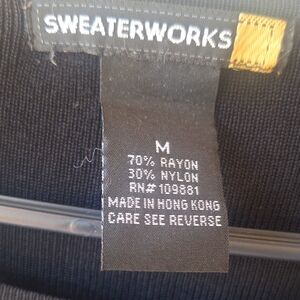 SWEATERWORKS
M
70% RAYON
30% NYLON
RN# 109881
MADE IN HONG KONG
CARE SEE REVERSE